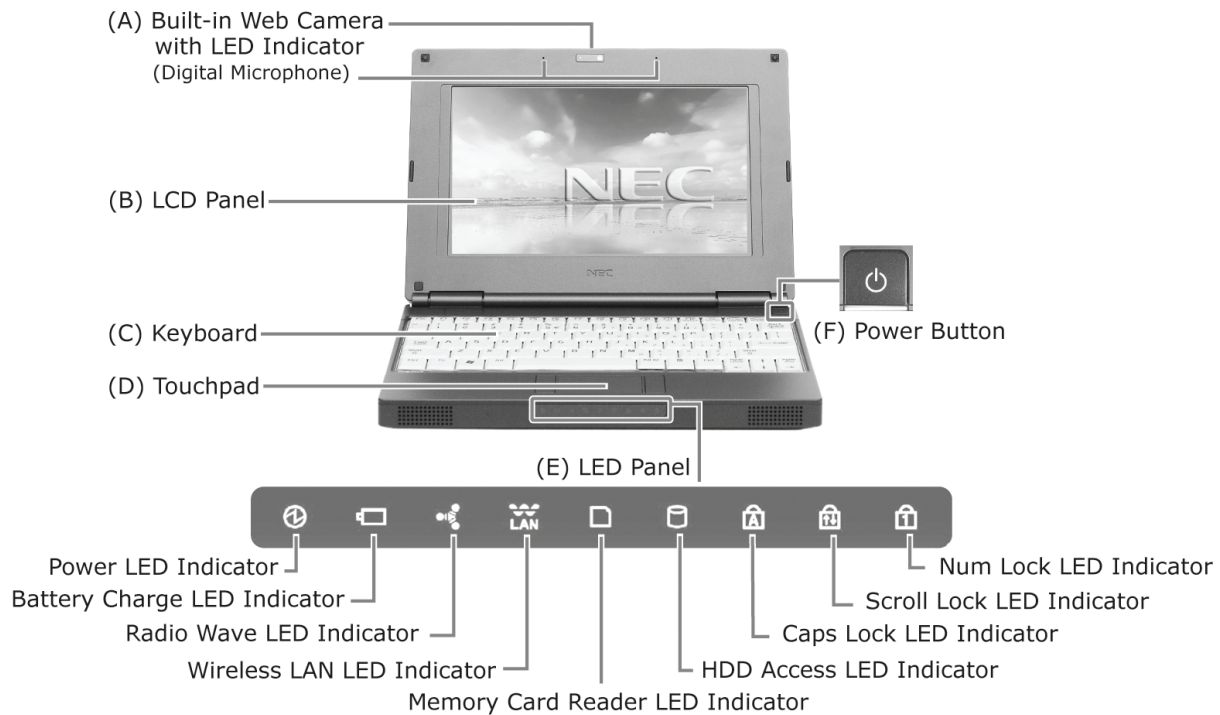 (A) Built-in Web Camera
with LED Indicator
(Digital Microphone)
NEC
(B) LCD Panel
NEC
(C) Keyboard
(F) Power Button
(D) Touchpad
(E) LED Panel
LAN
A
1
Power LED Indicator
Num Lock LED Indicator
Battery Charge LED Indicator
Scroll Lock LED Indicator
Radio Wave LED Indicator
Caps Lock LED Indicator
Wireless LAN LED Indicator
HDD Access LED Indicator
Memory Card Reader LED Indicator